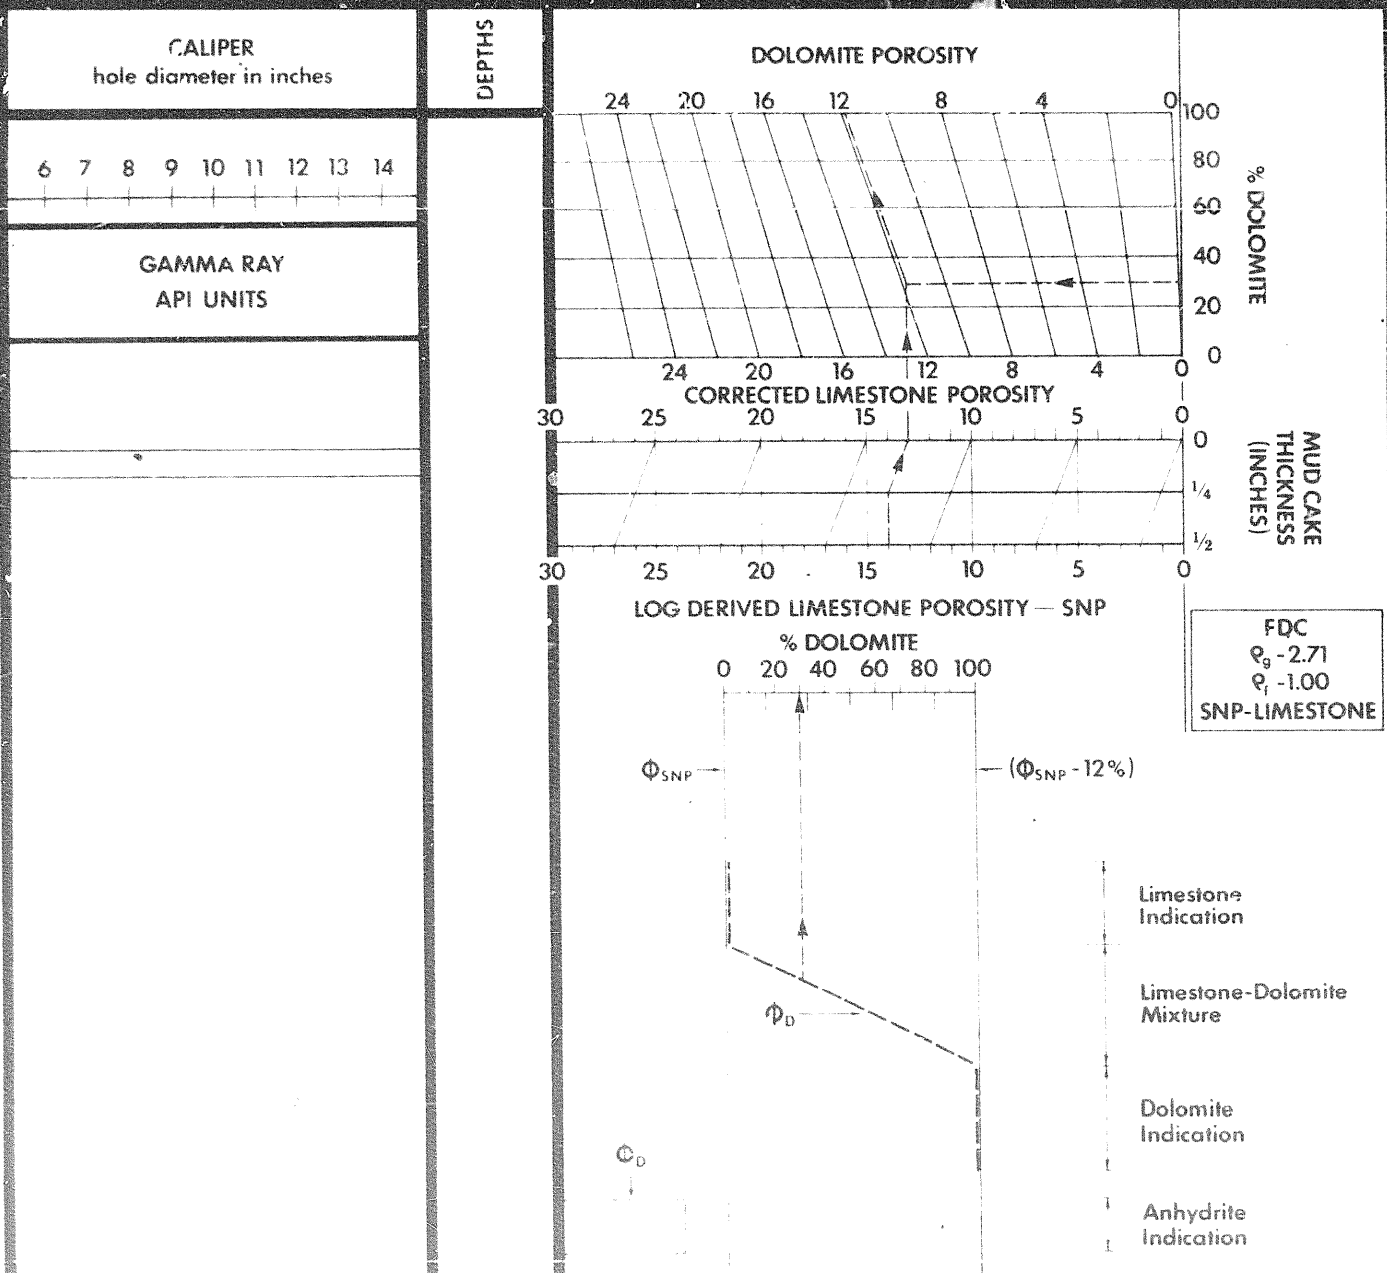 CALIPER
hole diameter in inches
6 7 8 9 10 11 12 13 14
GAMMA RAY
API UNITS
DEPTHS
DOLOMITE POROSITY
24 20 16 12 8 4 0
100
80
60
40
20
0
% DOLOMITE
24 20 16 12 8 4 0
CORRECTED LIMESTONE POROSITY
30 25 20 15 10 5 0
0
1/4
1/2
MUD CAKE
THICKNESS
(INCHES)
30 25 20 15 10 5 0
LOG DERIVED LIMESTONE POROSITY — SNP
% DOLOMITE
0 20 40 60 80 100
FDC
ρg -2.71
ρf -1.00
SNP-LIMESTONE
ΦSNP
(ΦSNP - 12%)
Limestone
Indication
Limestone-Dolomite
Mixture
ΦD
Dolomite
Indication
ΦD
Anhydrite
Indication